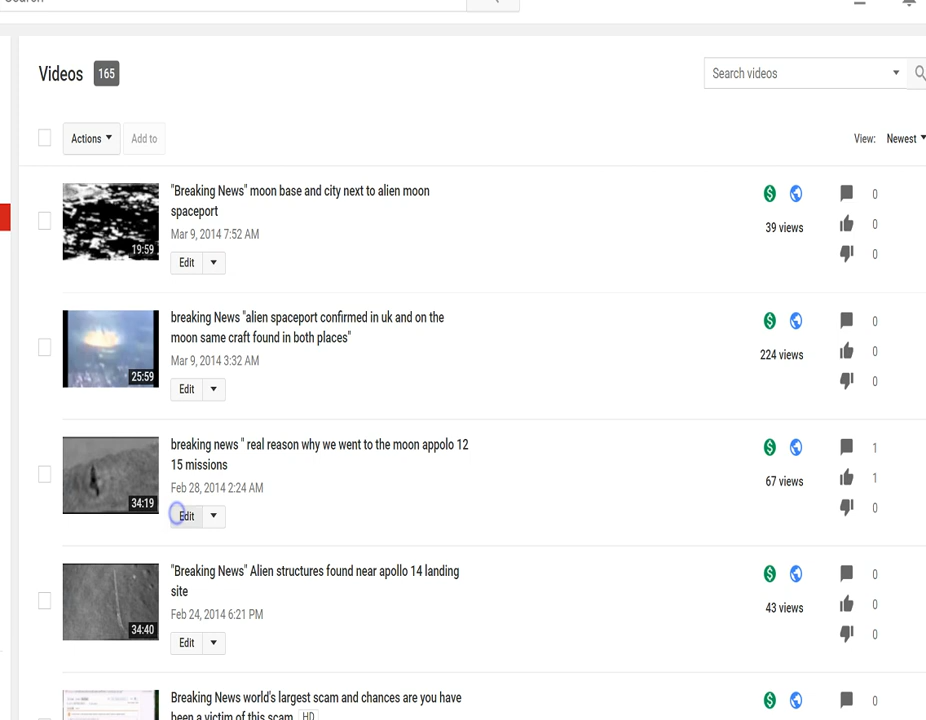 Videos 165
Search videos
Actions Add to
View: Newest
"Breaking News" moon base and city next to alien moon
spaceport
Mar 9, 2014 7:52 AM
19:59
Edit
39 views
0
0
0
breaking News "alien spaceport confirmed in uk and on the
moon same craft found in both places"
Mar 9, 2014 3:32 AM
25:59
Edit
224 views
0
0
0
breaking news " real reason why we went to the moon appolo 12
15 missions
Feb 28, 2014 2:24 AM
34:19
Edit
67 views
1
1
0
"Breaking News" Alien structures found near apollo 14 landing
site
Feb 24, 2014 6:21 PM
34:40
Edit
43 views
0
0
0
Breaking News world's largest scam and chances are you have
been a victim of this scam HD
0